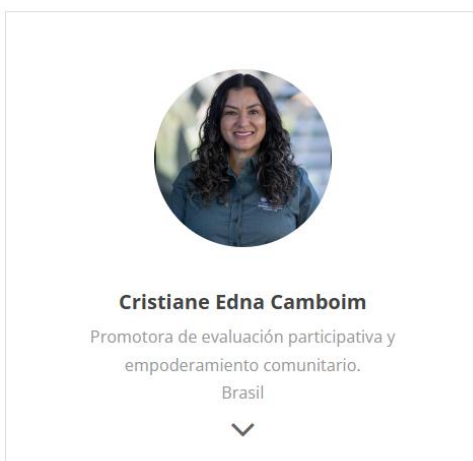 Cristiane Edna Camboim
Promotora de evaluación participativa y
empoderamiento comunitario.
Brasil